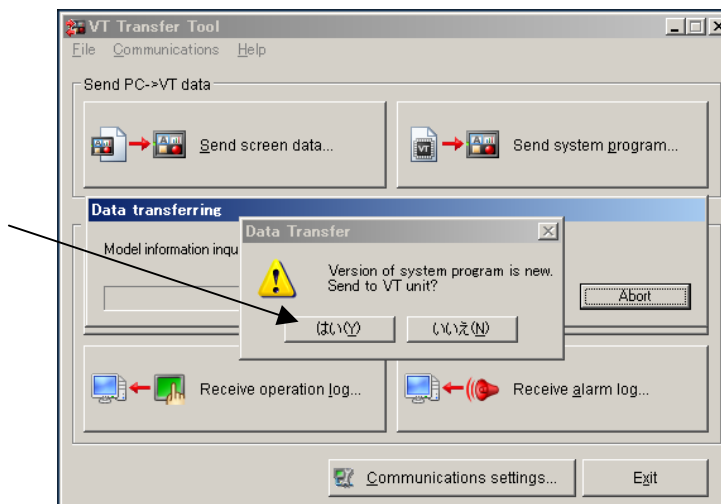 VT Transfer Tool
File Communications Help
Send PC->VT data
Send screen data...
Send system program...
Data transferring
Model information inqu
Data Transfer
Version of system program is new.
Send to VT unit?
はい(Y)
いいえ(N)
Abort
Receive operation log...
Receive alarm log...
Communications settings...
Exit